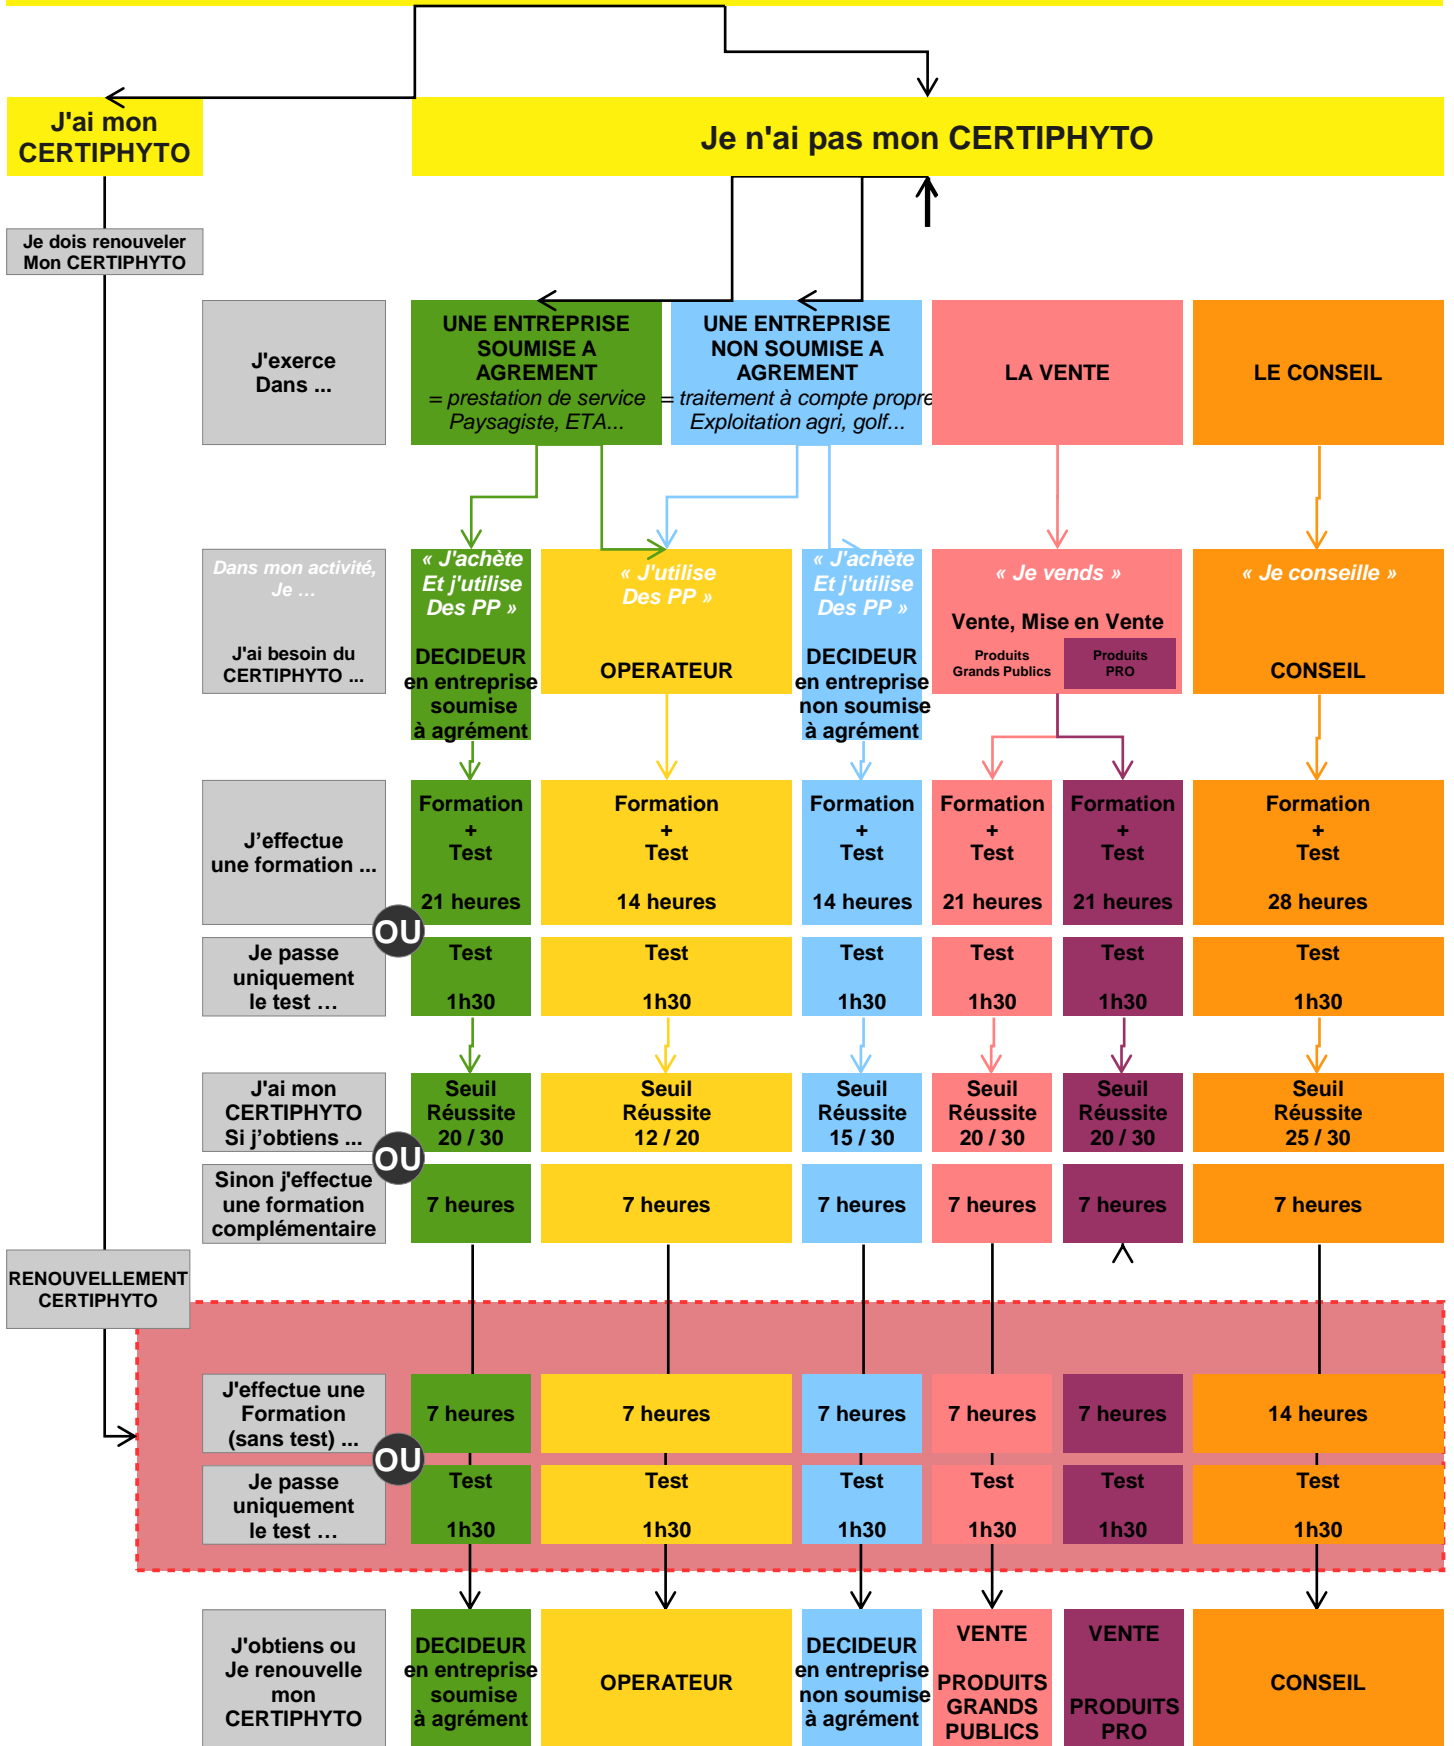 J'ai mon
CERTIPHYTO
Je n'ai pas mon CERTIPHYTO
Je dois renouveler
Mon CERTIPHYTO
J'exerce
Dans ...
UNE ENTREPRISE
SOUMISE A
AGREMENT
= prestation de service
Paysagiste, ETA...
UNE ENTREPRISE
NON SOUMISE A
AGREMENT
= traitement à compte propre
Exploitation agri, golf...
LA VENTE
LE CONSEIL
Dans mon activité,
Je …
J'ai besoin du
CERTIPHYTO ...
« J'achète
Et j'utilise
Des PP »
DECIDEUR
en entreprise
soumise
à agrément
« J'utilise
Des PP »
OPERATEUR
« J'achète
Et j'utilise
Des PP »
DECIDEUR
en entreprise
non soumise
à agrément
« Je vends »
Vente, Mise en Vente
Produits
Grands Publics
Produits
PRO
« Je conseille »
CONSEIL
J’effectue
une formation ...
Formation
+
Test
21 heures
Formation
+
Test
14 heures
Formation
+
Test
14 heures
Formation
+
Test
21 heures
Formation
+
Test
21 heures
Formation
+
Test
28 heures
OU
Je passe
uniquement
le test …
Test
1h30
Test
1h30
Test
1h30
Test
1h30
Test
1h30
Test
1h30
J'ai mon
CERTIPHYTO
Si j’obtiens ...
Seuil
Réussite
20 / 30
Seuil
Réussite
12 / 20
Seuil
Réussite
15 / 30
Seuil
Réussite
20 / 30
Seuil
Réussite
20 / 30
Seuil
Réussite
25 / 30
OU
Sinon j'effectue
une formation
complémentaire
7 heures
7 heures
7 heures
7 heures
7 heures
7 heures
RENOUVELLEMENT
CERTIPHYTO
J'effectue une
Formation
(sans test) ...
7 heures
7 heures
7 heures
7 heures
7 heures
14 heures
OU
Je passe
uniquement
le test …
Test
1h30
Test
1h30
Test
1h30
Test
1h30
Test
1h30
Test
1h30
J'obtiens ou
Je renouvelle
mon
CERTIPHYTO
DECIDEUR
en entreprise
soumise
à agrément
OPERATEUR
DECIDEUR
en entreprise
non soumise
à agrément
VENTE
PRODUITS
GRANDS
PUBLICS
VENTE
PRODUITS
PRO
CONSEIL